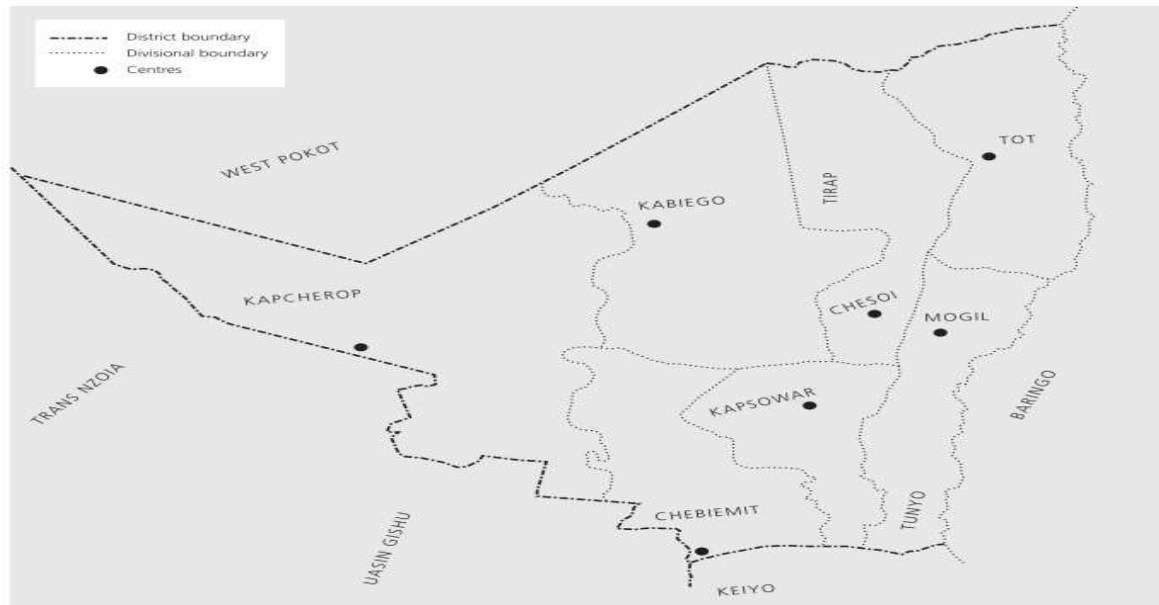 District boundary
Divisional boundary
Centres
WEST POKOT
TOT
TIRAP
KABIEGO
KAPCHEROP
CHESOI
MOGIL
TRANS NZOIA
BARINGO
KAPSOWAR
UASIN GISHU
CHEBIEMIT
TUNYO
KEIYO